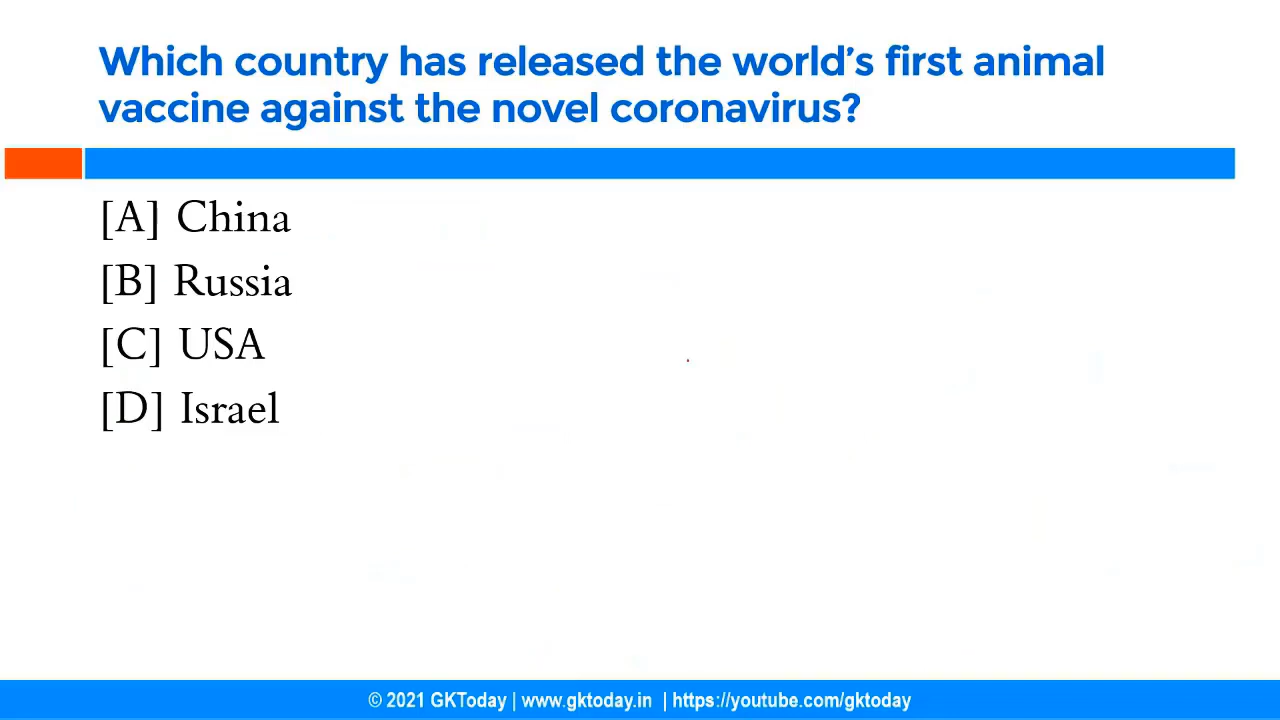 Which country has released the world's first animal
vaccine against the novel coronavirus?
[A] China
[B] Russia
[C] USA
[D] Israel
© 2021 GKToday | www.gktoday.in | https://youtube.com/gktoday